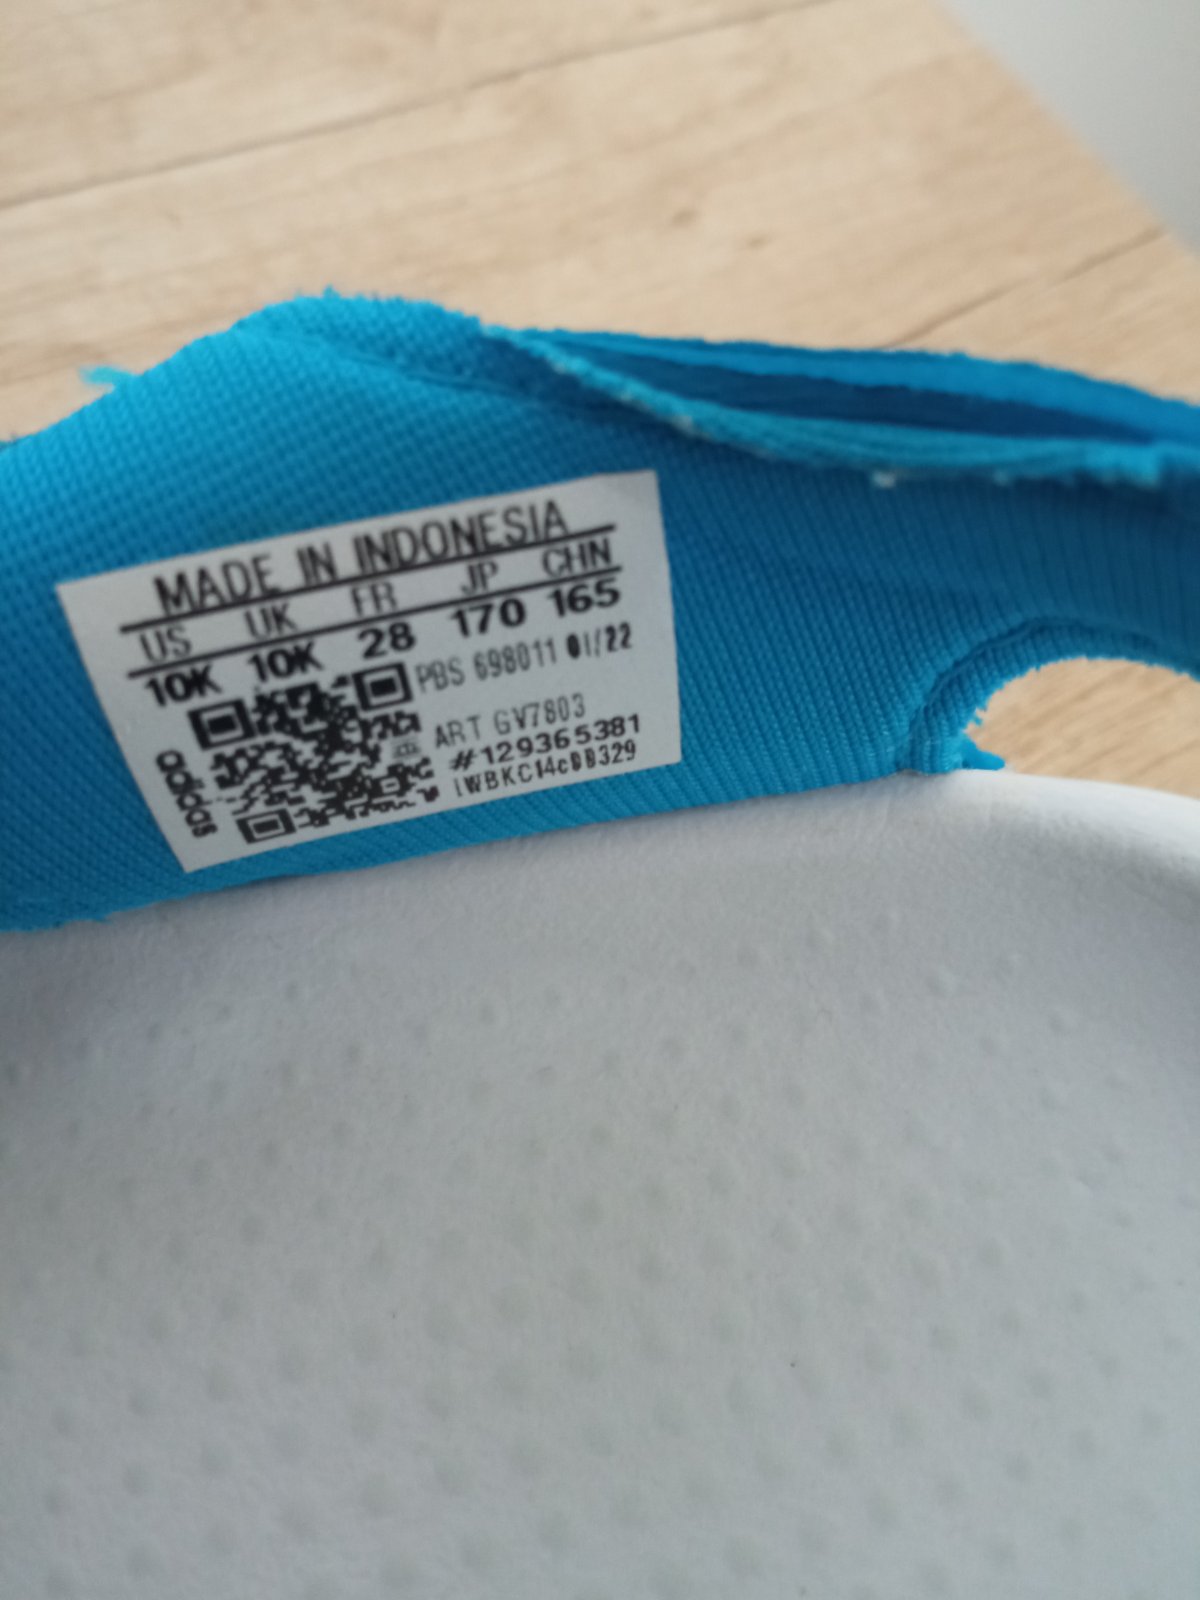 MADE IN INDONESIA
US UK FR JP CHN
10K 10K 28 170 165
PBS 698011 01/22
ART GV7803
#129365381
adidas